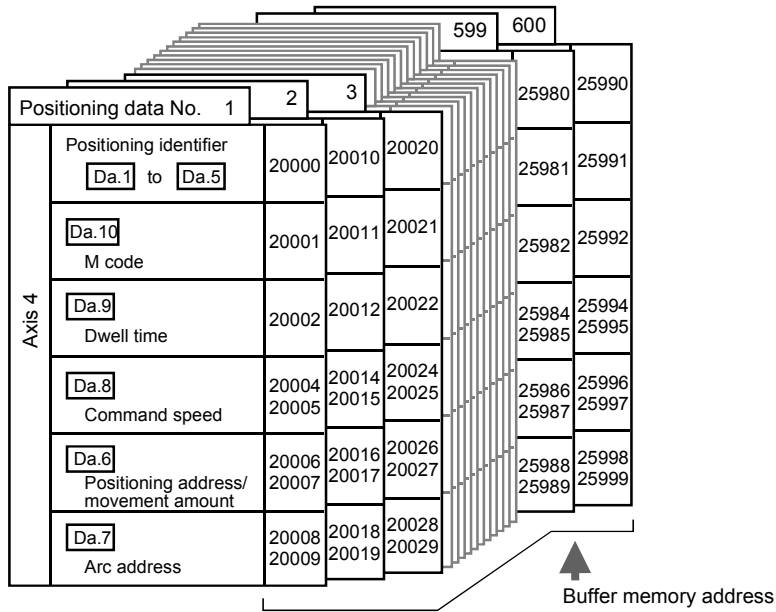 599 600
Positioning data No. 1 2 3
Axis 4
Positioning identifier
Da.1 to Da.5
20000 20010 20020 25980 25990
Da.10
M code
20001 20011 20021 25981 25991
Da.9
Dwell time
20002 20012 20022 25982 25992
Da.8
Command speed
20004 20014 20024 25984 25994
20005 20015 20025 25985 25995
Da.6
Positioning address/
movement amount
20006 20016 20026 25986 25996
20007 20017 20027 25987 25997
Da.7
Arc address
20008 20018 20028 25988 25998
20009 20019 20029 25989 25999
Buffer memory address